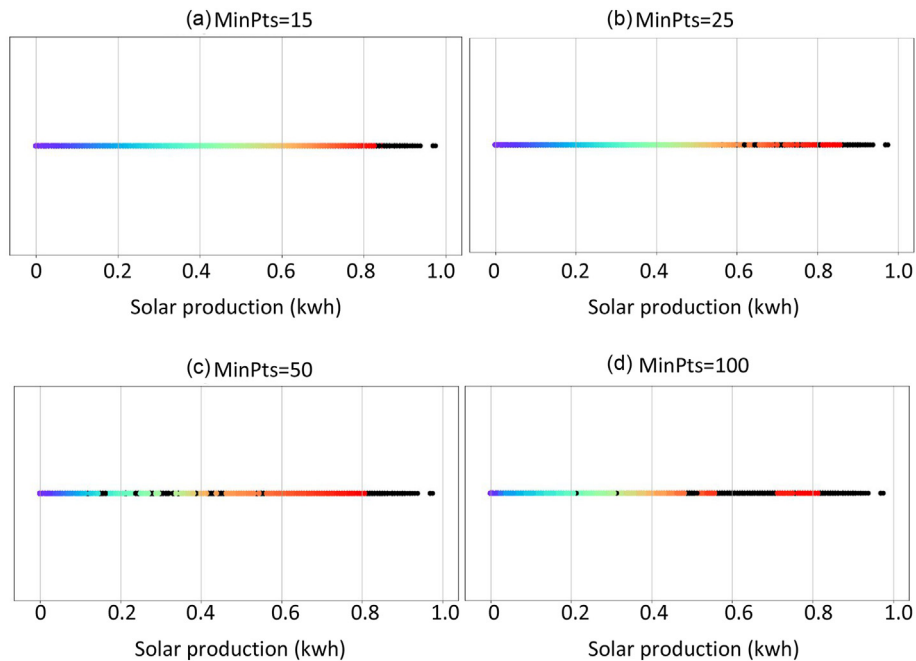 (a) MinPts=15
(b) MinPts=25
0 0.2 0.4 0.6 0.8 1.0
0 0.2 0.4 0.6 0.8 1.0
Solar production (kwh)
Solar production (kwh)
(c) MinPts=50
(d) MinPts=100
0 0.2 0.4 0.6 0.8 1.0
0 0.2 0.4 0.6 0.8 1.0
Solar production (kwh)
Solar production (kwh)